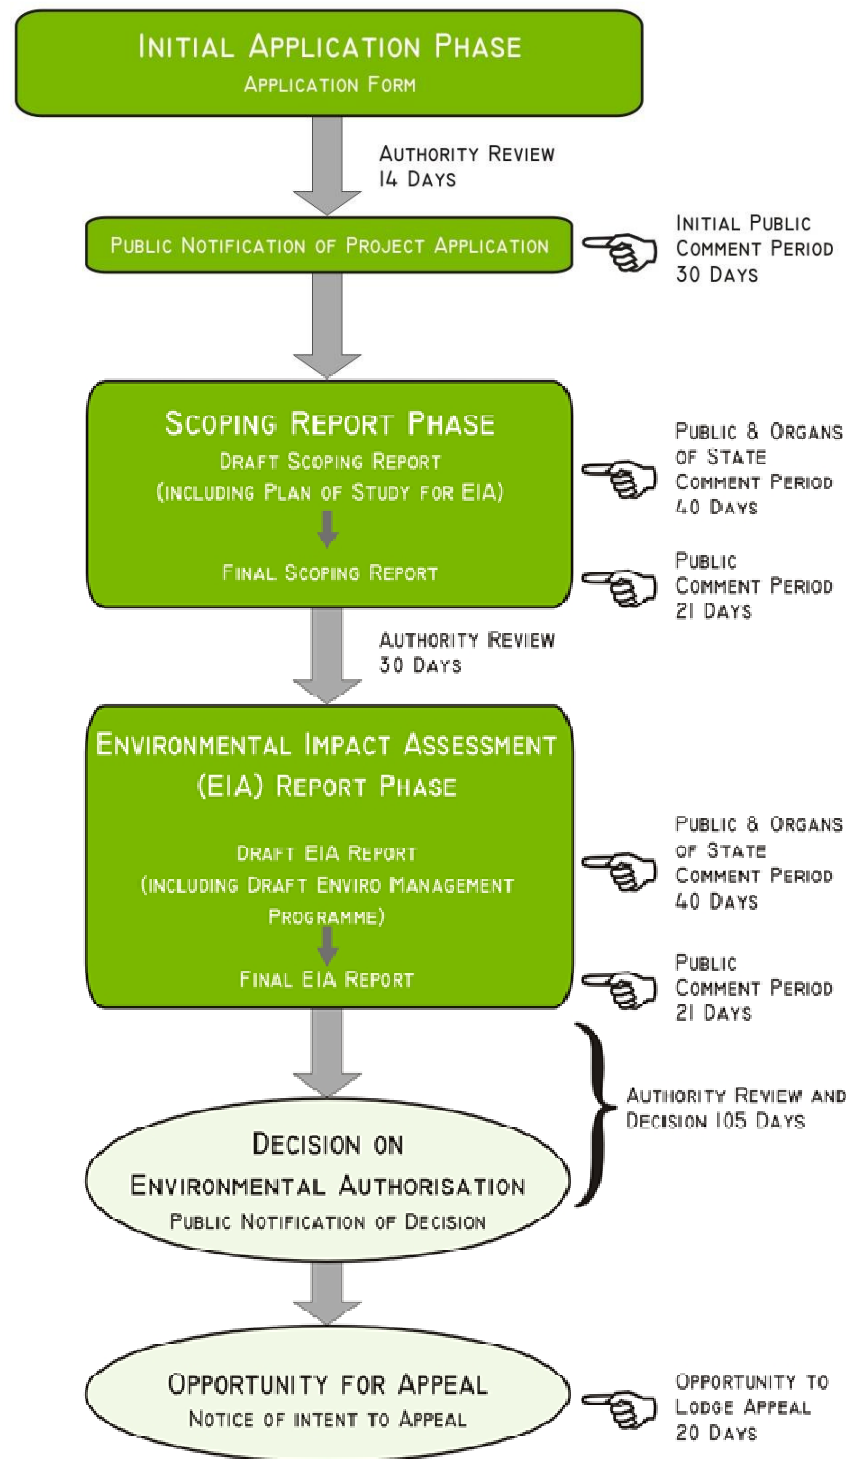 INITIAL APPLICATION PHASE
APPLICATION FORM
AUTHORITY REVIEW
14 DAYS
PUBLIC NOTIFICATION OF PROJECT APPLICATION
INITIAL PUBLIC
COMMENT PERIOD
30 DAYS
SCOPING REPORT PHASE
DRAFT SCOPING REPORT
(INCLUDING PLAN OF STUDY FOR EIA)
PUBLIC & ORGANS
OF STATE
COMMENT PERIOD
40 DAYS
FINAL SCOPING REPORT
PUBLIC
COMMENT PERIOD
21 DAYS
AUTHORITY REVIEW
30 DAYS
ENVIRONMENTAL IMPACT ASSESSMENT
(EIA) REPORT PHASE
DRAFT EIA REPORT
(INCLUDING DRAFT ENVIRO MANAGEMENT
PROGRAMME)
PUBLIC & ORGANS
OF STATE
COMMENT PERIOD
40 DAYS
FINAL EIA REPORT
PUBLIC
COMMENT PERIOD
21 DAYS
AUTHORITY REVIEW AND
DECISION 105 DAYS
DECISION ON
ENVIRONMENTAL AUTHORISATION
PUBLIC NOTIFICATION OF DECISION
OPPORTUNITY FOR APPEAL
NOTICE OF INTENT TO APPEAL
OPPORTUNITY TO
LODGE APPEAL
20 DAYS